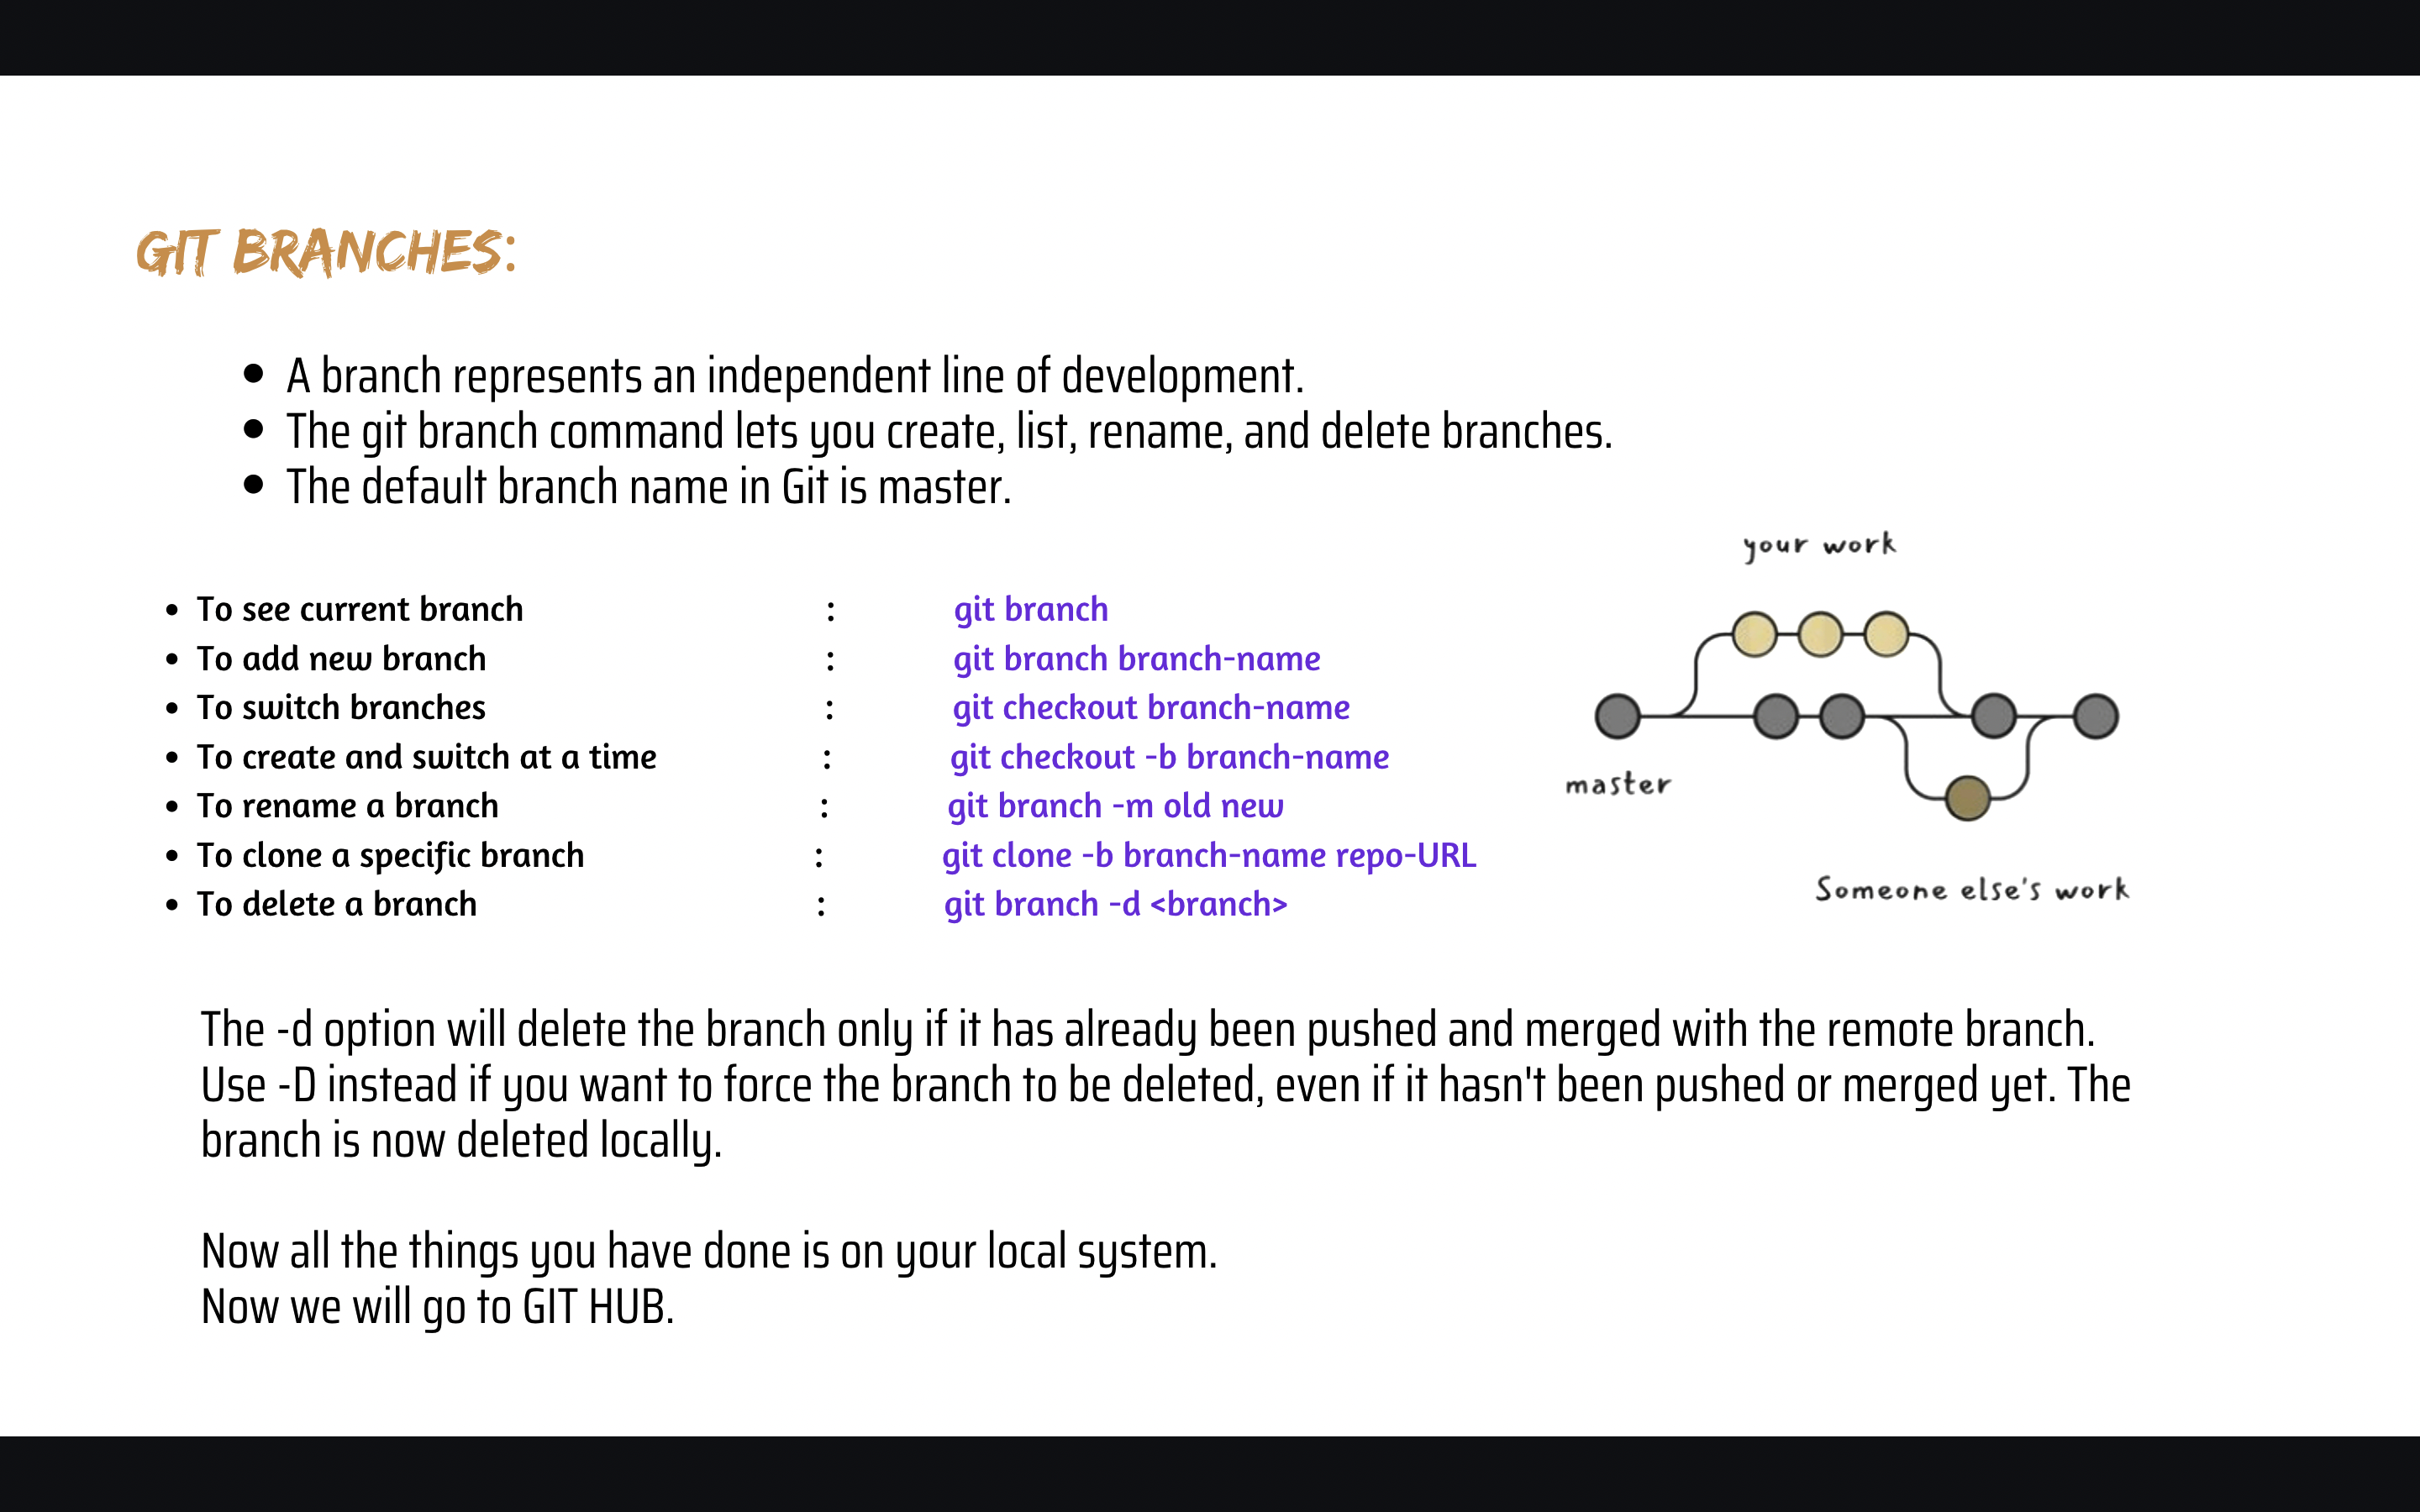 GIT BRANCHES:
• A branch represents an independent line of development.
• The git branch command lets you create, list, rename, and delete branches.
• The default branch name in Git is master.
• To see current branch : git branch
• To add new branch : git branch branch-name
• To switch branches : git checkout branch-name
• To create and switch at a time : git checkout -b branch-name
• To rename a branch : git branch -m old new
• To clone a specific branch : git clone -b branch-name repo-URL
• To delete a branch : git branch -d <branch>
your work
master
Someone else's work
The -d option will delete the branch only if it has already been pushed and merged with the remote branch.
Use -D instead if you want to force the branch to be deleted, even if it hasn't been pushed or merged yet. The
branch is now deleted locally.
Now all the things you have done is on your local system.
Now we will go to GIT HUB.